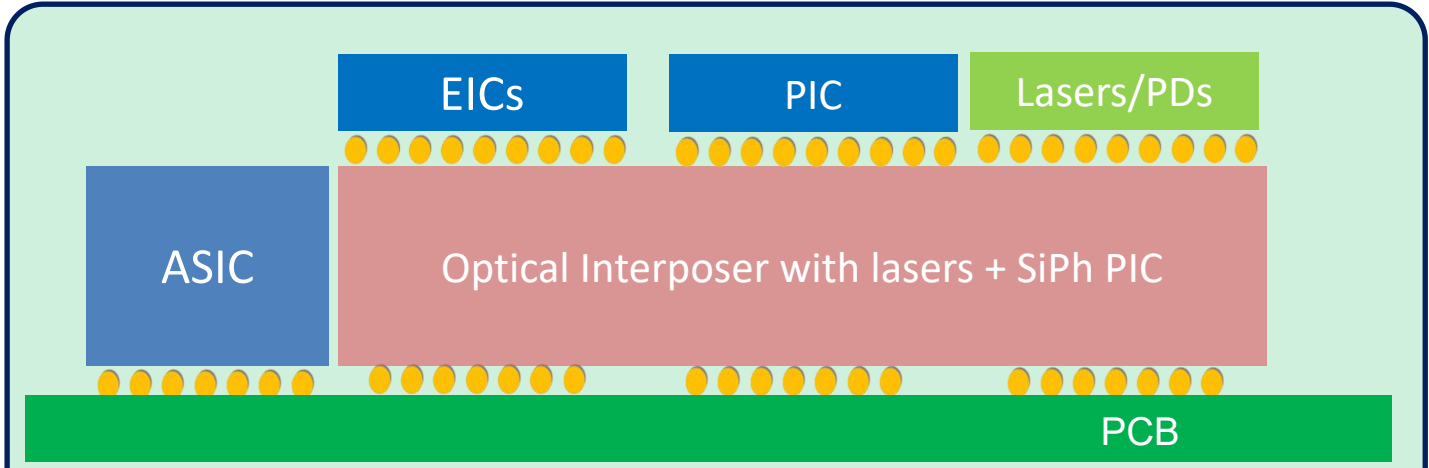 EICs
PIC
Lasers/PDs
ASIC
Optical Interposer with lasers + SiPh PIC
PCB